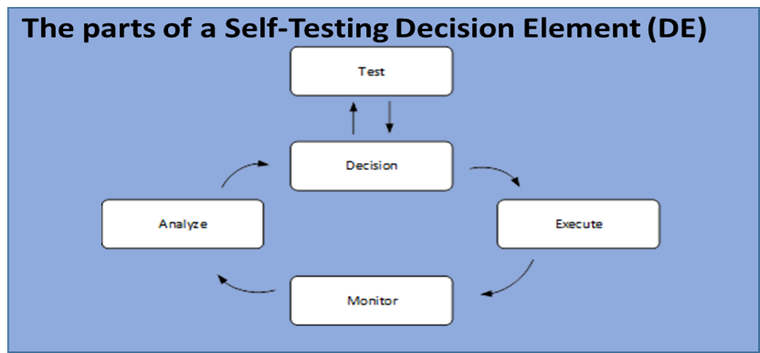 The parts of a Self-Testing Decision Element (DE)
Test
Decision
Analyze
Execute
Monitor